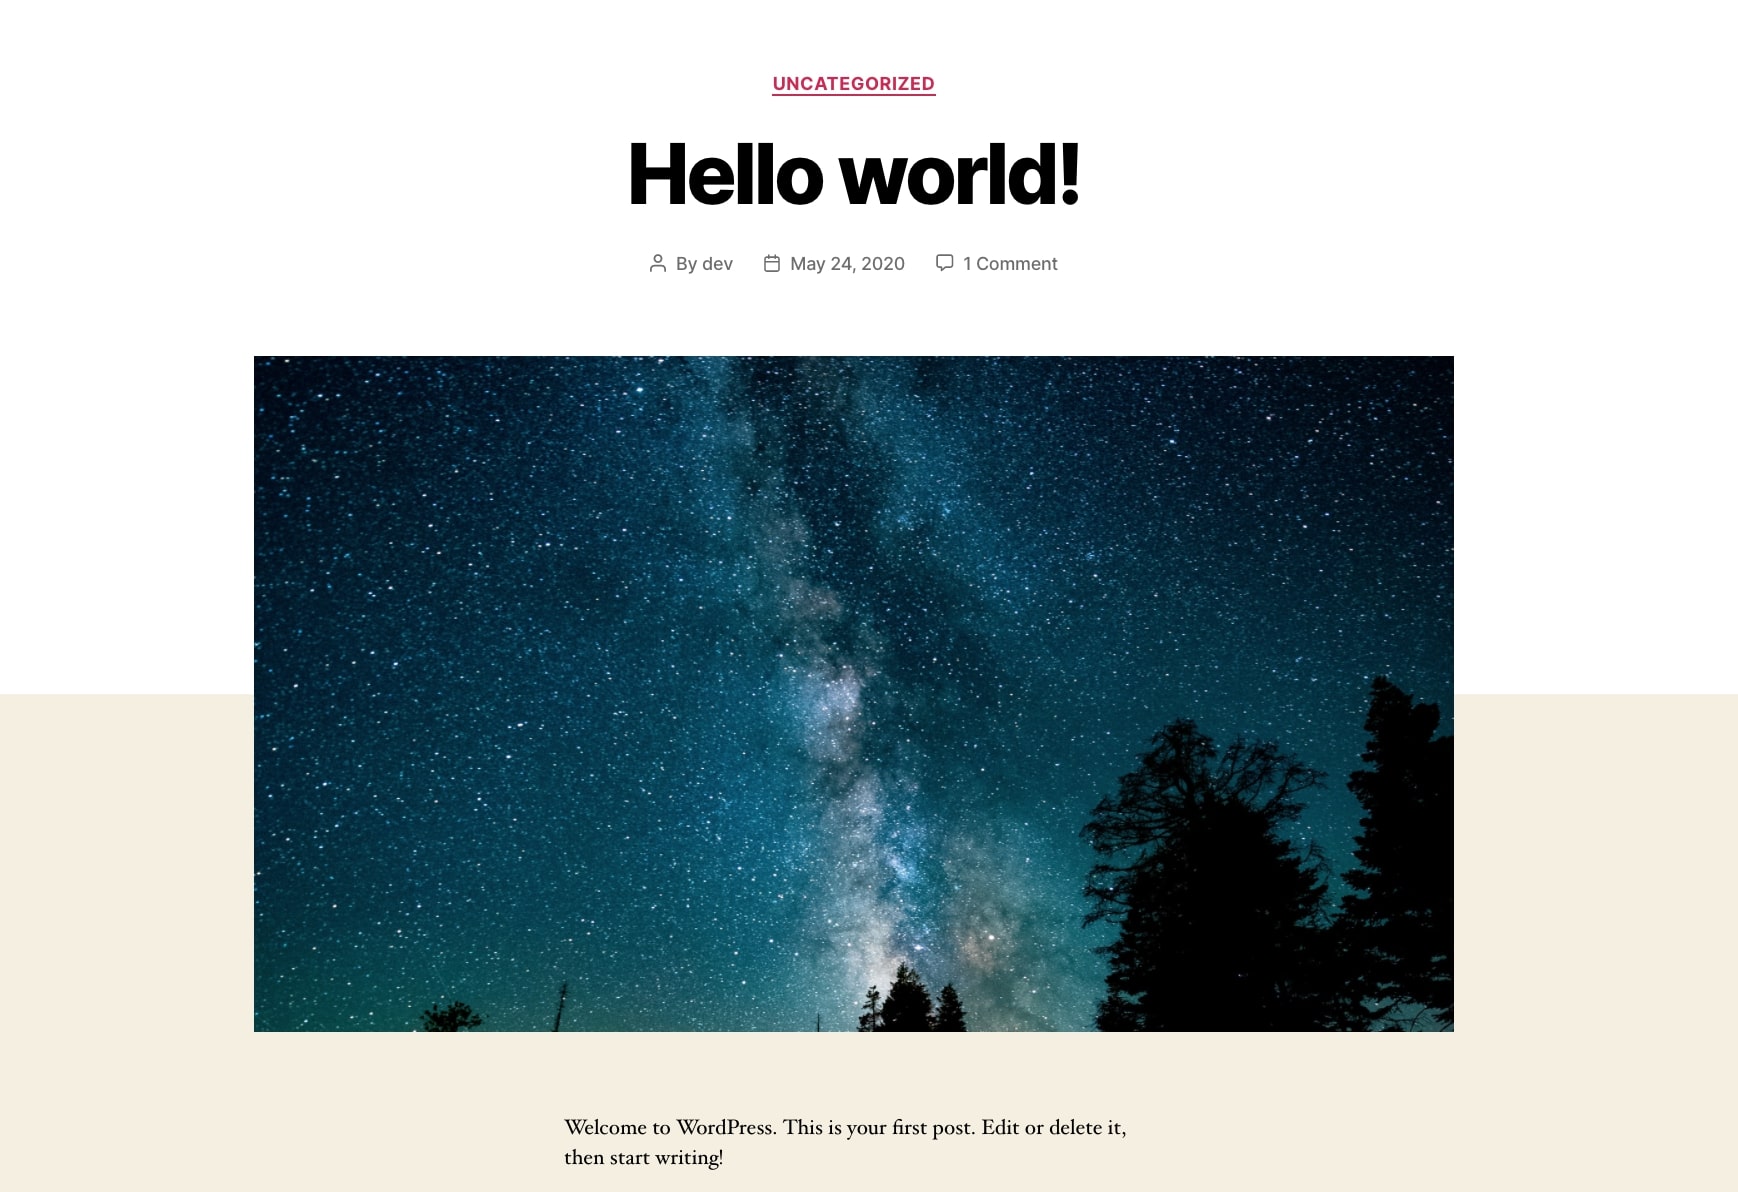 UNCATEGORIZED
Hello world!
By dev May 24, 2020 1 Comment
Welcome to WordPress. This is your first post. Edit or delete it,
then start writing!